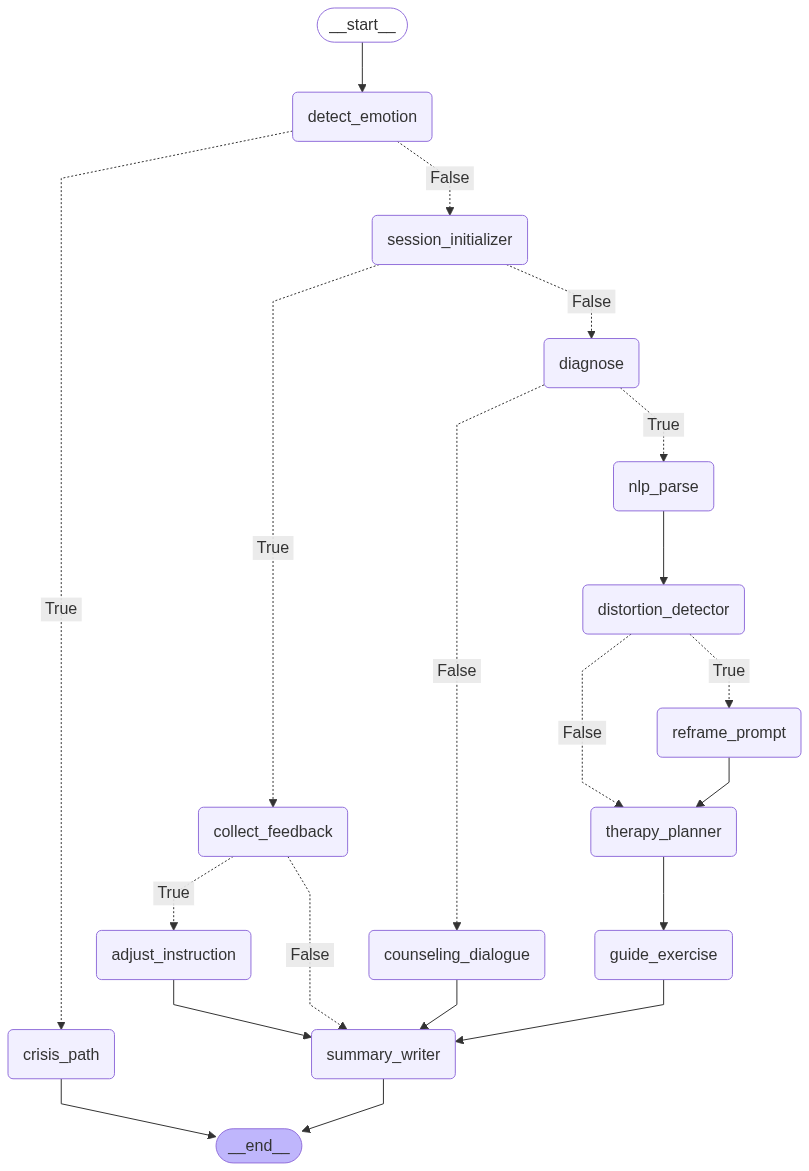 __start__
detect_emotion
False
session_initializer
False
diagnose
True
nlp_parse
True
distortion_detector
True
False
True
False
reframe_prompt
collect_feedback
therapy_planner
True
False
adjust_instruction
counseling_dialogue
guide_exercise
crisis_path
summary_writer
__end__